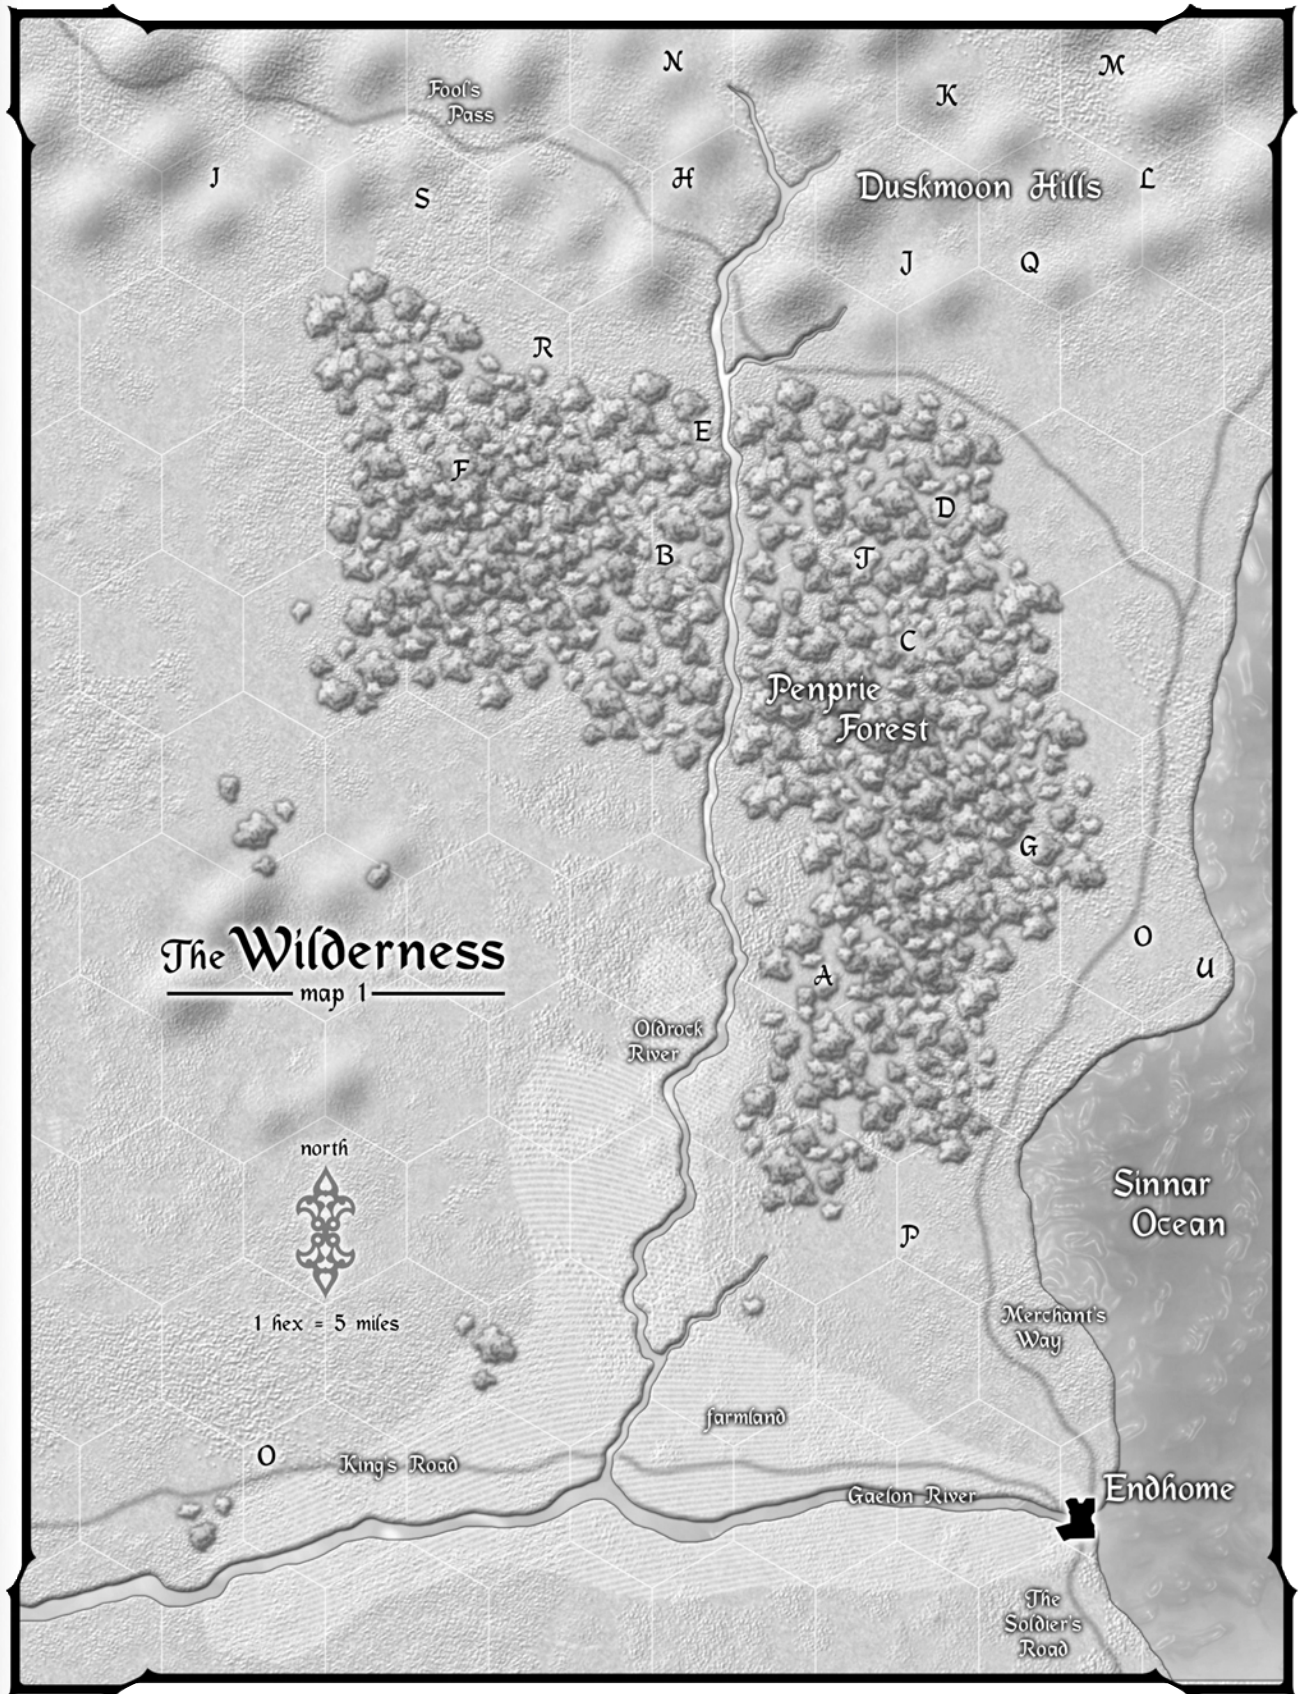 N
M
K
Fool's
Pass
J
S
H
Duskmoon Hills
L
J
Q
R
E
F
D
B
T
C
Penprie
Forest
G
O
U
A
The Wilderness
map 1
Oldrock
River
north
Sinnar
Ocean
P
1 hex = 5 miles
Merchant's
Way
farmland
O
King's Road
Gaelon River
Endhome
The
Soldier's
Road